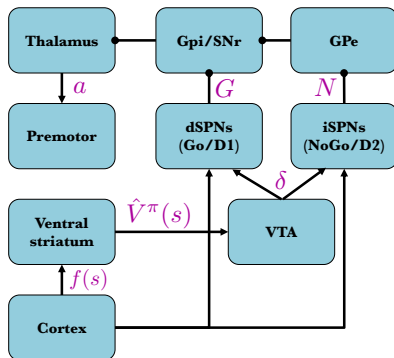 Thalamus
Gpi/SNr
GPe
a
G
N
Premotor
dSPNs
(Go/D1)
iSPNs
(NoGo/D2)
δ
Ventral
striatum
V̂^π(s)
VTA
f(s)
Cortex